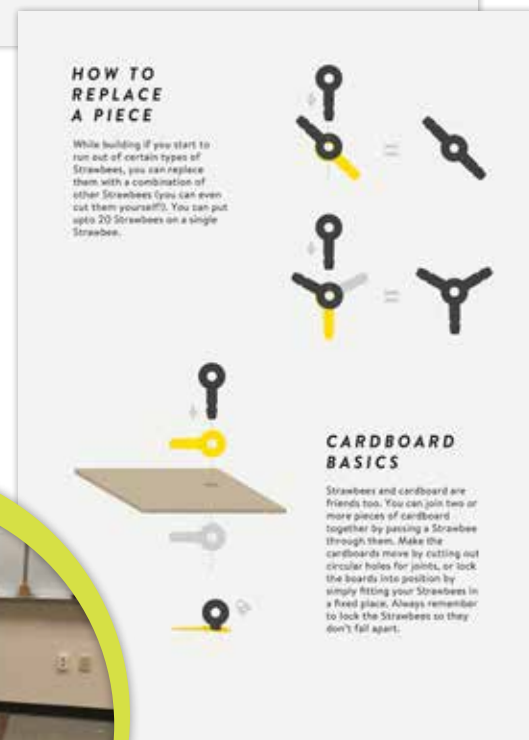 HOW TO
REPLACE
A PIECE
While building if you start to
run out of certain types of
Strawbees, you can replace
them with a combination of
other Strawbees (you can even
cut them yourself!). You can put
upto 20 Strawbees on a single
Strawbee.
=
=
CARDBOARD
BASICS
Strawbees and cardboard are
friends too. You can join two or
more pieces of cardboard
together by passing a Strawbee
through them. Make the
cardboards move by cutting out
circular holes for joints, or lock
the boards into position by
simply fitting your Strawbees in
a fixed place. Always remember
to lock the Strawbees so they
don't fall apart.